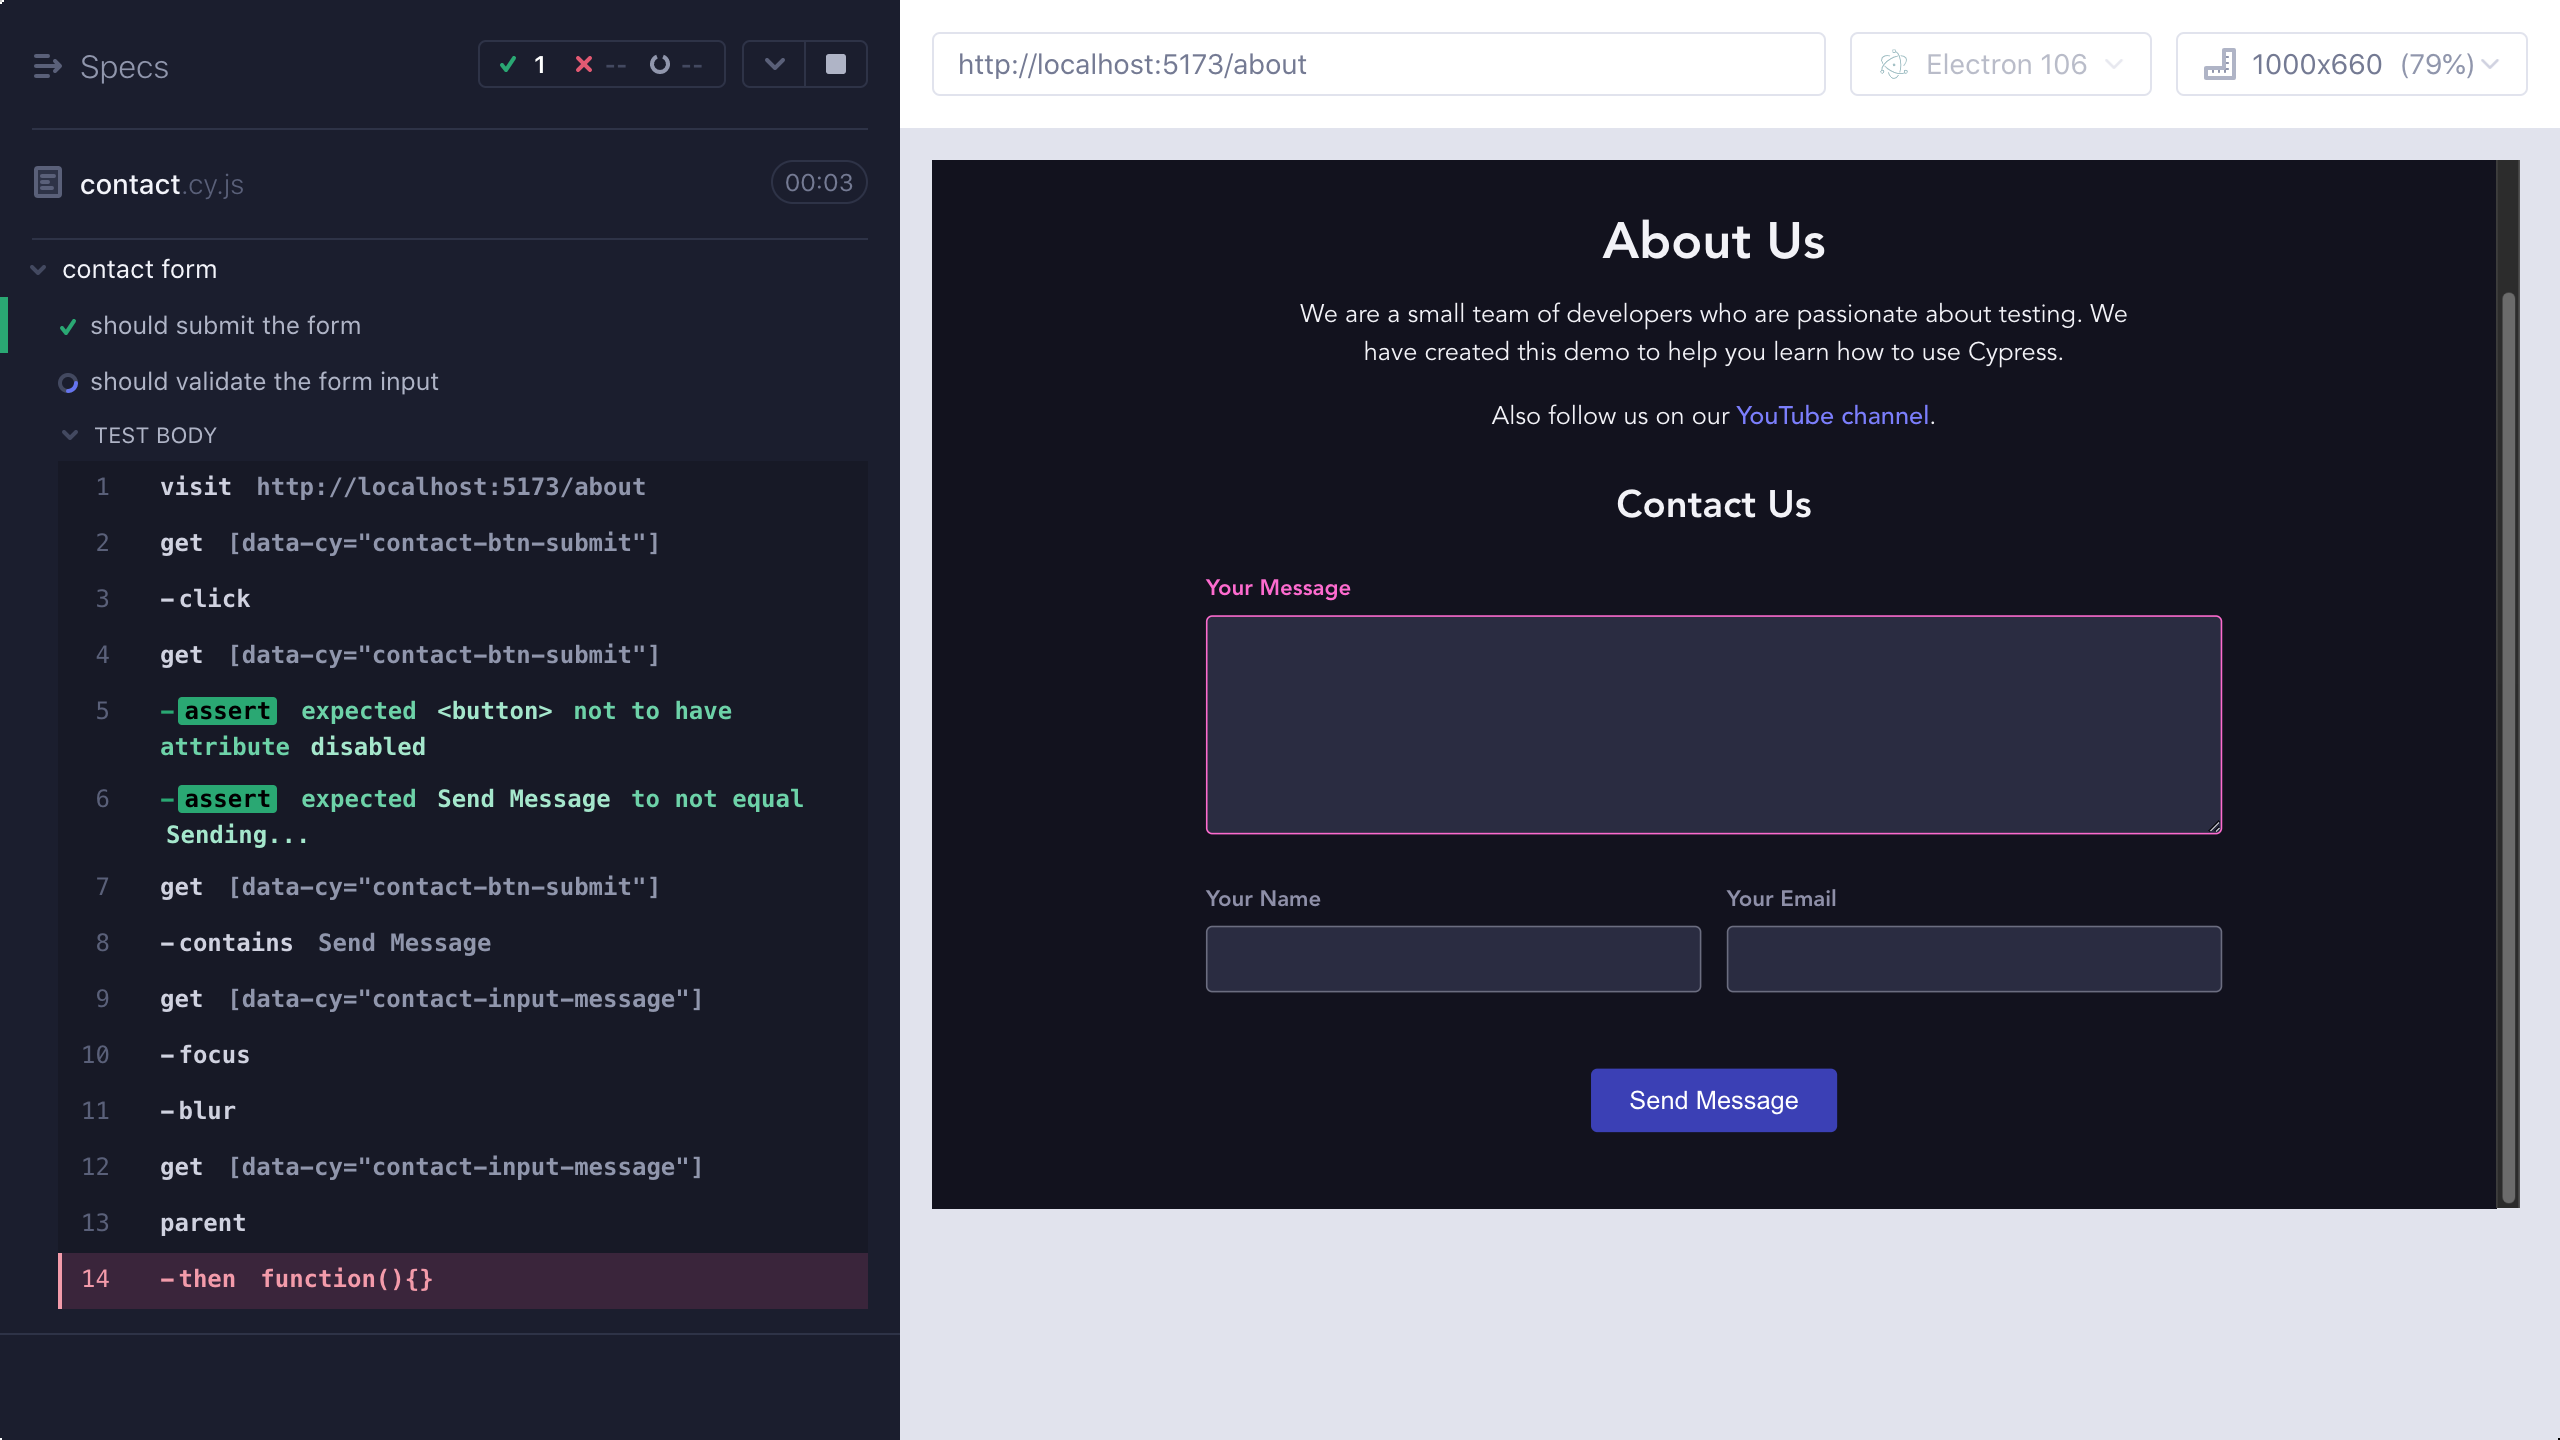 Specs
1 -- --
contact.cy.js
00:03
contact form
should submit the form
should validate the form input
TEST BODY
1 visit http://localhost:5173/about
2 get [data-cy="contact-btn-submit"]
3 -click
4 get [data-cy="contact-btn-submit"]
5 -assert expected <button> not to have
attribute disabled
6 -assert expected Send Message to not equal
Sending...
7 get [data-cy="contact-btn-submit"]
8 -contains Send Message
9 get [data-cy="contact-input-message"]
10 -focus
11 -blur
12 get [data-cy="contact-input-message"]
13 parent
14 -then function(){}
http://localhost:5173/about
Electron 106
1000x660 (79%)
About Us
We are a small team of developers who are passionate about testing. We
have created this demo to help you learn how to use Cypress.
Also follow us on our YouTube channel.
Contact Us
Your Message
Your Name
Your Email
Send Message